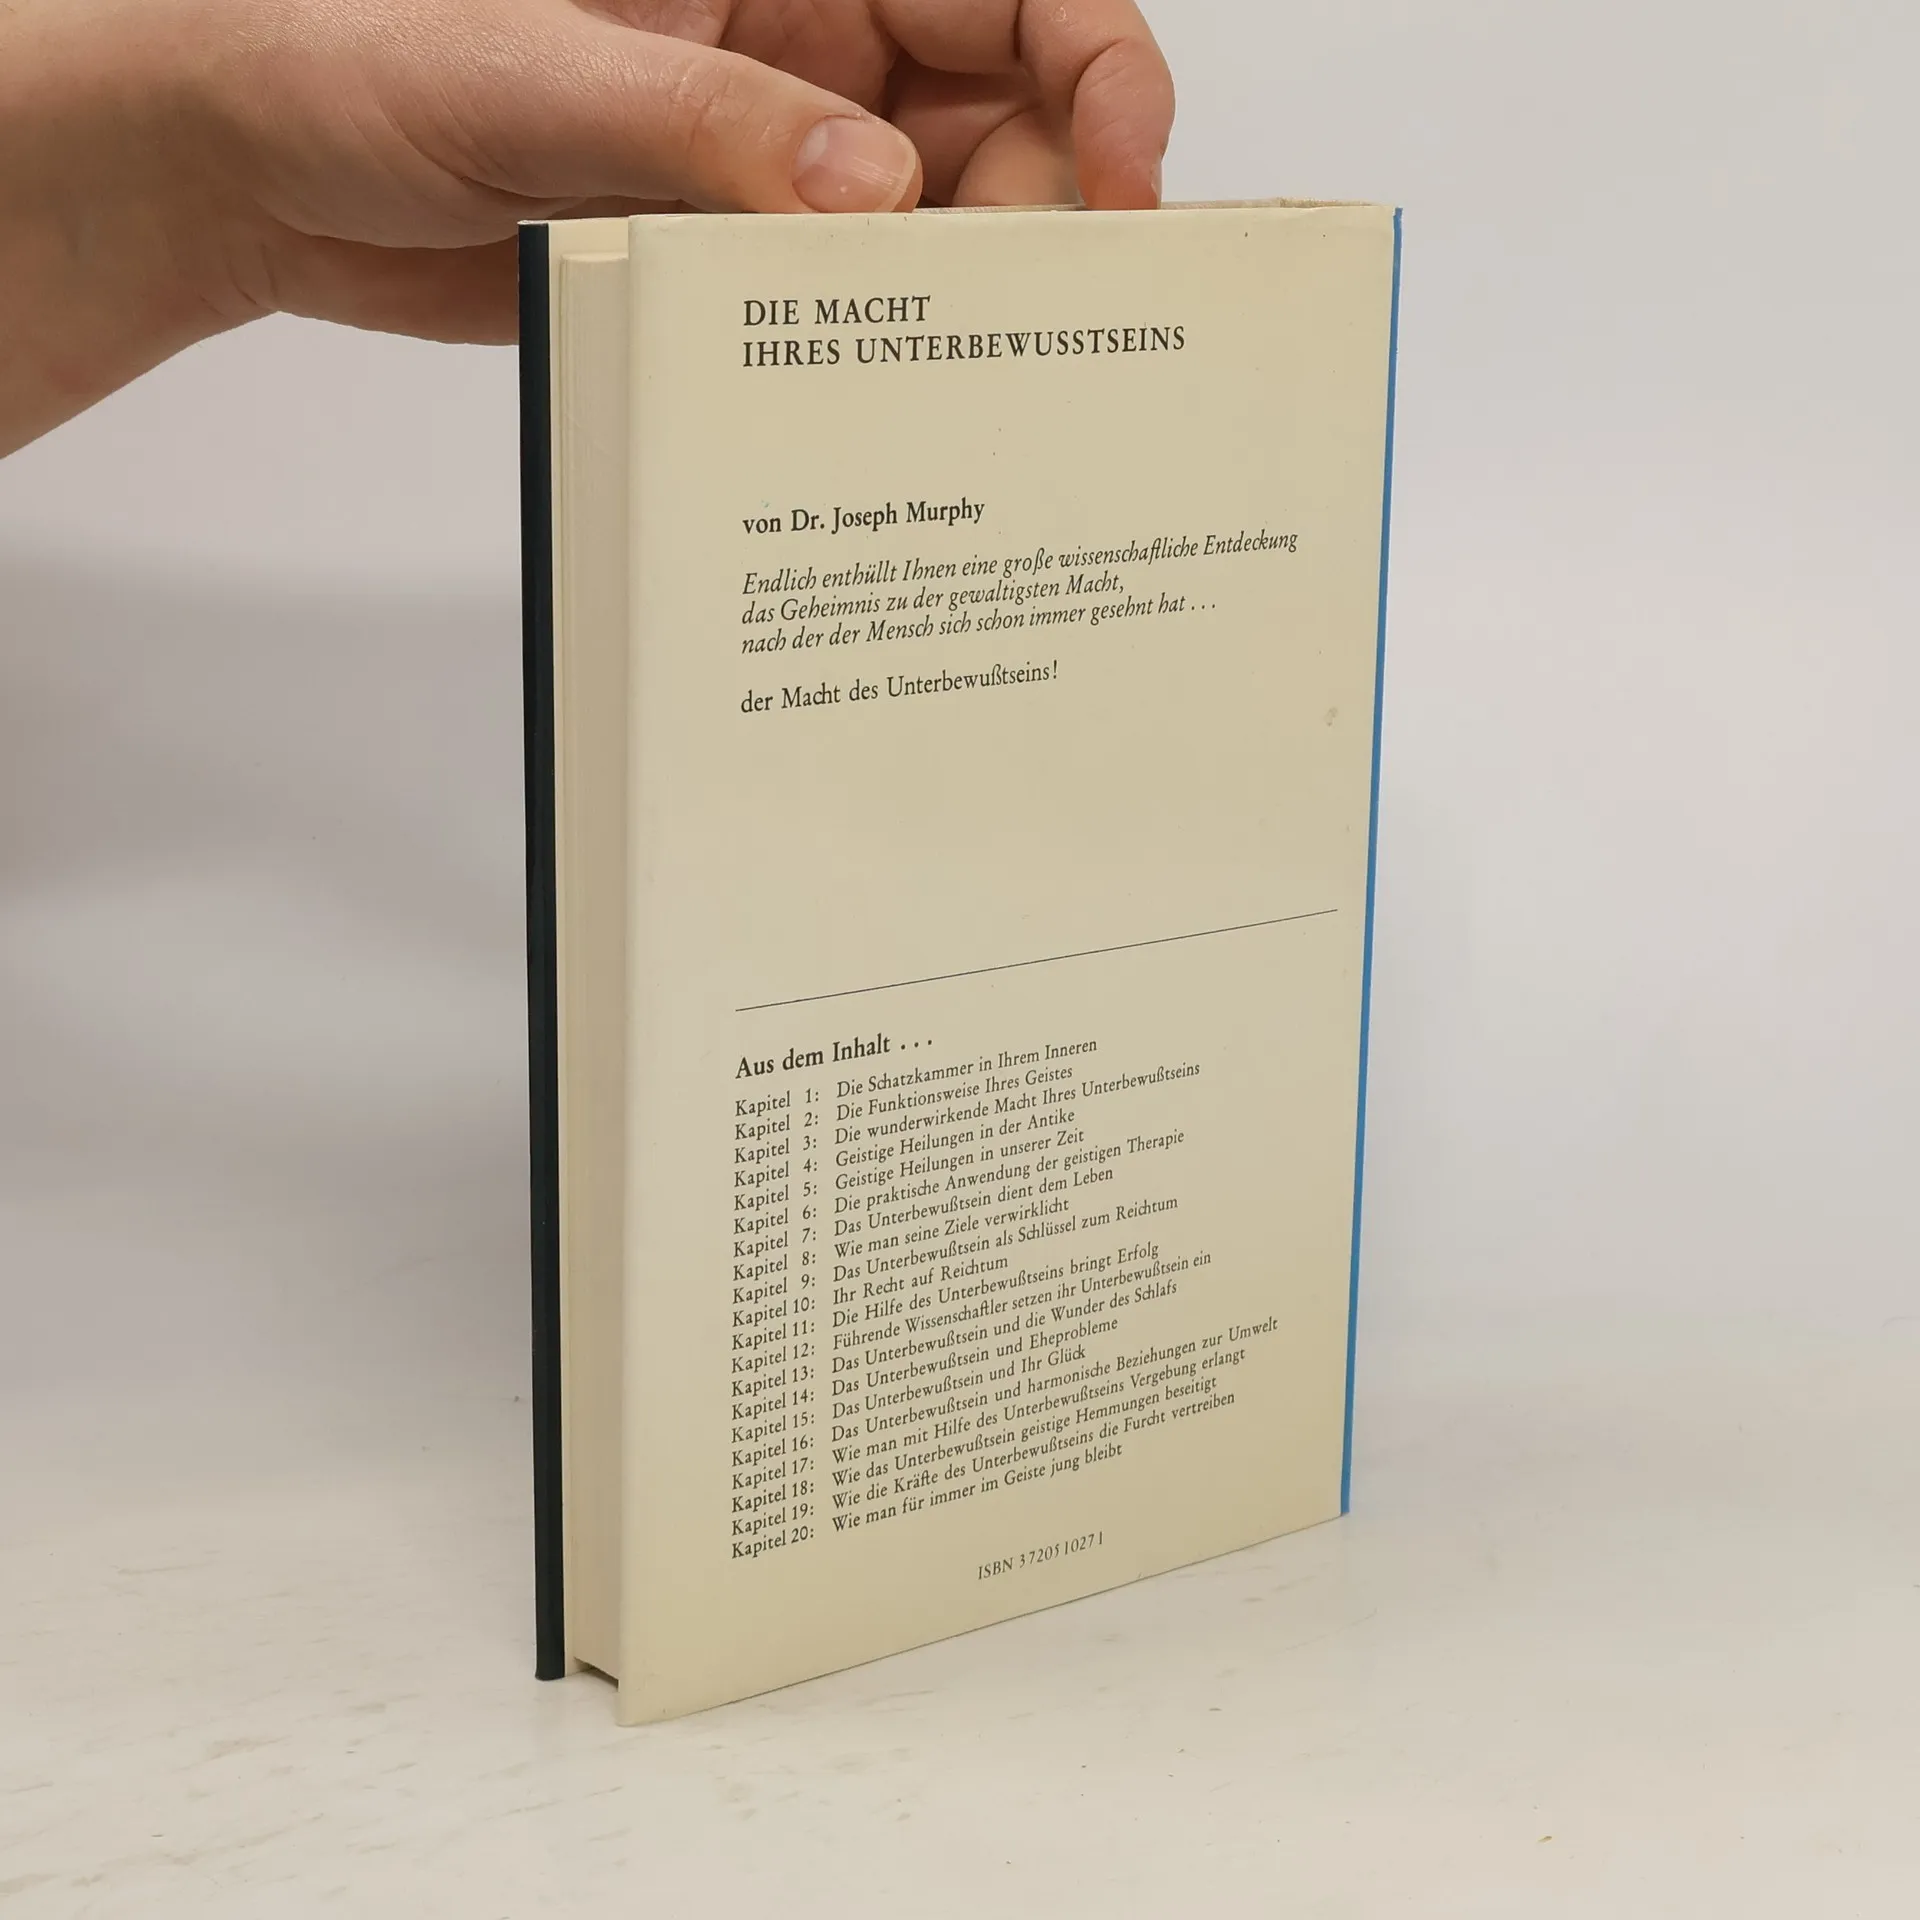 DIE MACHT
IHRES UNTERBEWUSSTSEINS
von Dr. Joseph Murphy
Endlich enthüllt Ihnen eine große wissenschaftliche Entdeckung
das Geheimnis zu der gewaltigsten Macht,
nach der der Mensch sich schon immer gesehnt hat ...
der Macht des Unterbewußtseins!
Aus dem Inhalt ...
Kapitel 1: Die Schatzkammer in Ihrem Inneren
Kapitel 2: Die Funktionsweise Ihres Geistes
Kapitel 3: Die wunderwirkende Macht Ihres Unterbewußtseins
Kapitel 4: Geistige Heilungen in der Antike
Kapitel 5: Geistige Heilungen in unserer Zeit
Kapitel 6: Die praktische Anwendung der geistigen Therapie
Kapitel 7: Das Unterbewußtsein dient dem Leben
Kapitel 8: Wie man seine Ziele verwirklicht
Kapitel 9: Das Unterbewußtsein als Schlüssel zum Reichtum
Kapitel 10: Ihr Recht auf Reichtum
Kapitel 11: Die Hilfe des Unterbewußtseins bringt Erfolg
Kapitel 12: Führende Wissenschaftler setzen ihr Unterbewußtsein ein
Kapitel 13: Das Unterbewußtsein und die Wunder des Schlafs
Kapitel 14: Das Unterbewußtsein und Eheprobleme
Kapitel 15: Das Unterbewußtsein und Ihr Glück
Kapitel 16: Das Unterbewußtsein und harmonische Beziehungen zur Umwelt
Kapitel 17: Wie man mit Hilfe des Unterbewußtseins Vergebung erlangt
Kapitel 18: Wie das Unterbewußtsein geistige Hemmungen beseitigt
Kapitel 19: Wie die Kräfte des Unterbewußtseins die Furcht vertreiben
Kapitel 20: Wie man für immer im Geiste jung bleibt
ISBN 3 7205 1027 1